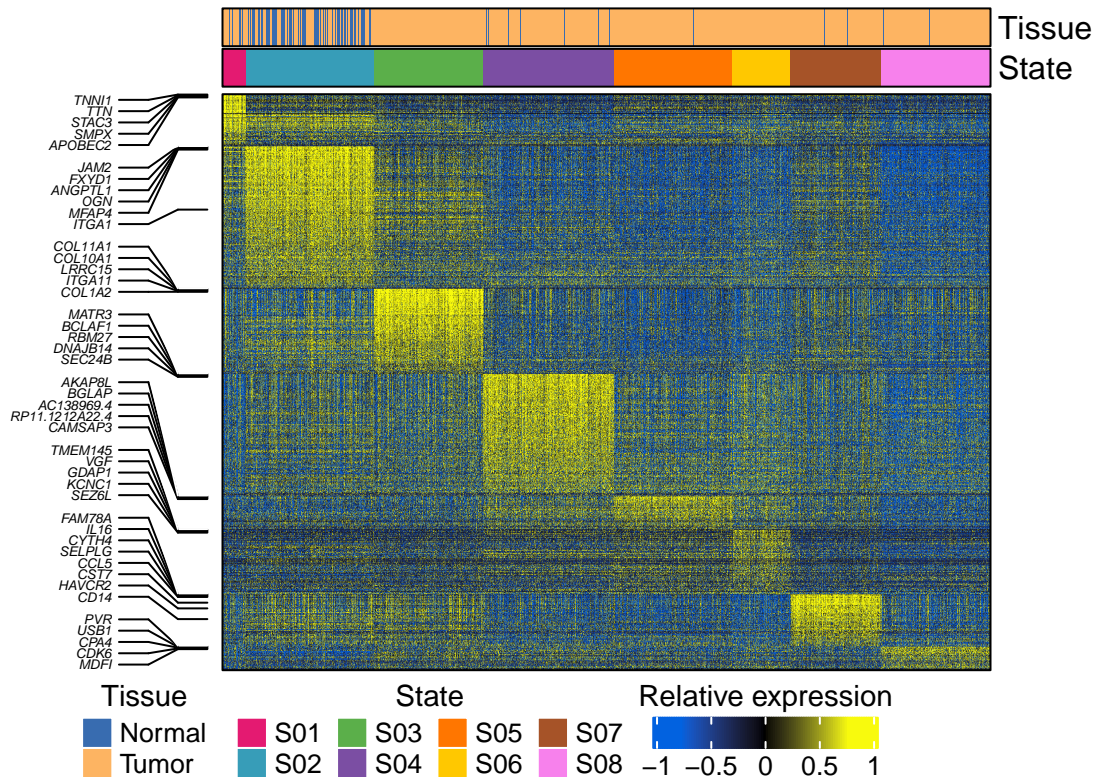 Tissue
State
TNNI1
TTN
STAC3
SMPX
APOBEC2
JAM2
FXYD1
ANGPTL1
OGN
MFAP4
ITGA1
COL11A1
COL10A1
LRRC15
ITGA11
COL1A2
MATR3
BCLAF1
RBM27
DNAJB14
SEC24B
AKAP8L
BGLAP
AC138969.4
RP11.1212A22.4
CAMSAP3
TMEM145
VGF
GDAP1
KCNC1
SEZ6L
FAM78A
IL16
CYTH4
SELPLG
CCL5
CST7
HAVCR2
CD14
PVR
USB1
CPA4
CDK6
MDFI
Tissue State Relative expression
Normal S01 S03 S05 S07
Tumor S02 S04 S06 S08
−1 −0.5 0 0.5 1